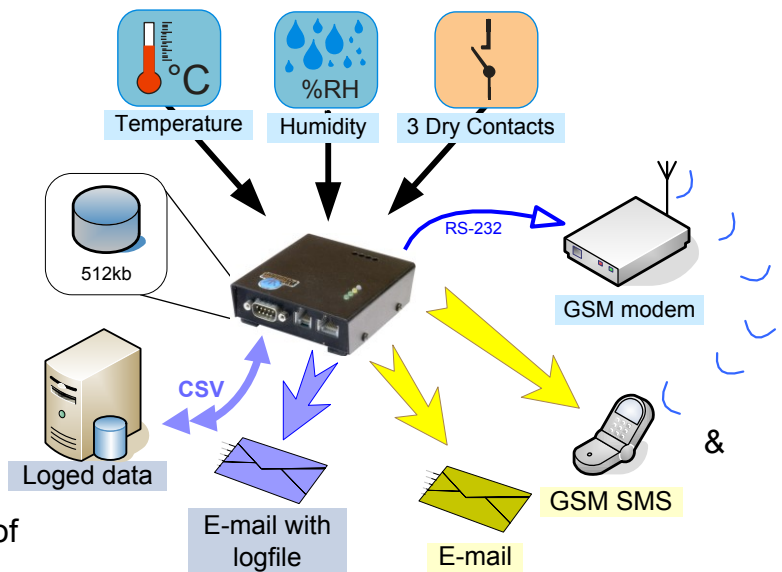 °C
%RH
Temperature
Humidity
3 Dry Contacts
512kb
RS-232
GSM modem
CSV
Loged data
&
GSM SMS
of
E-mail with
logfile
E-mail